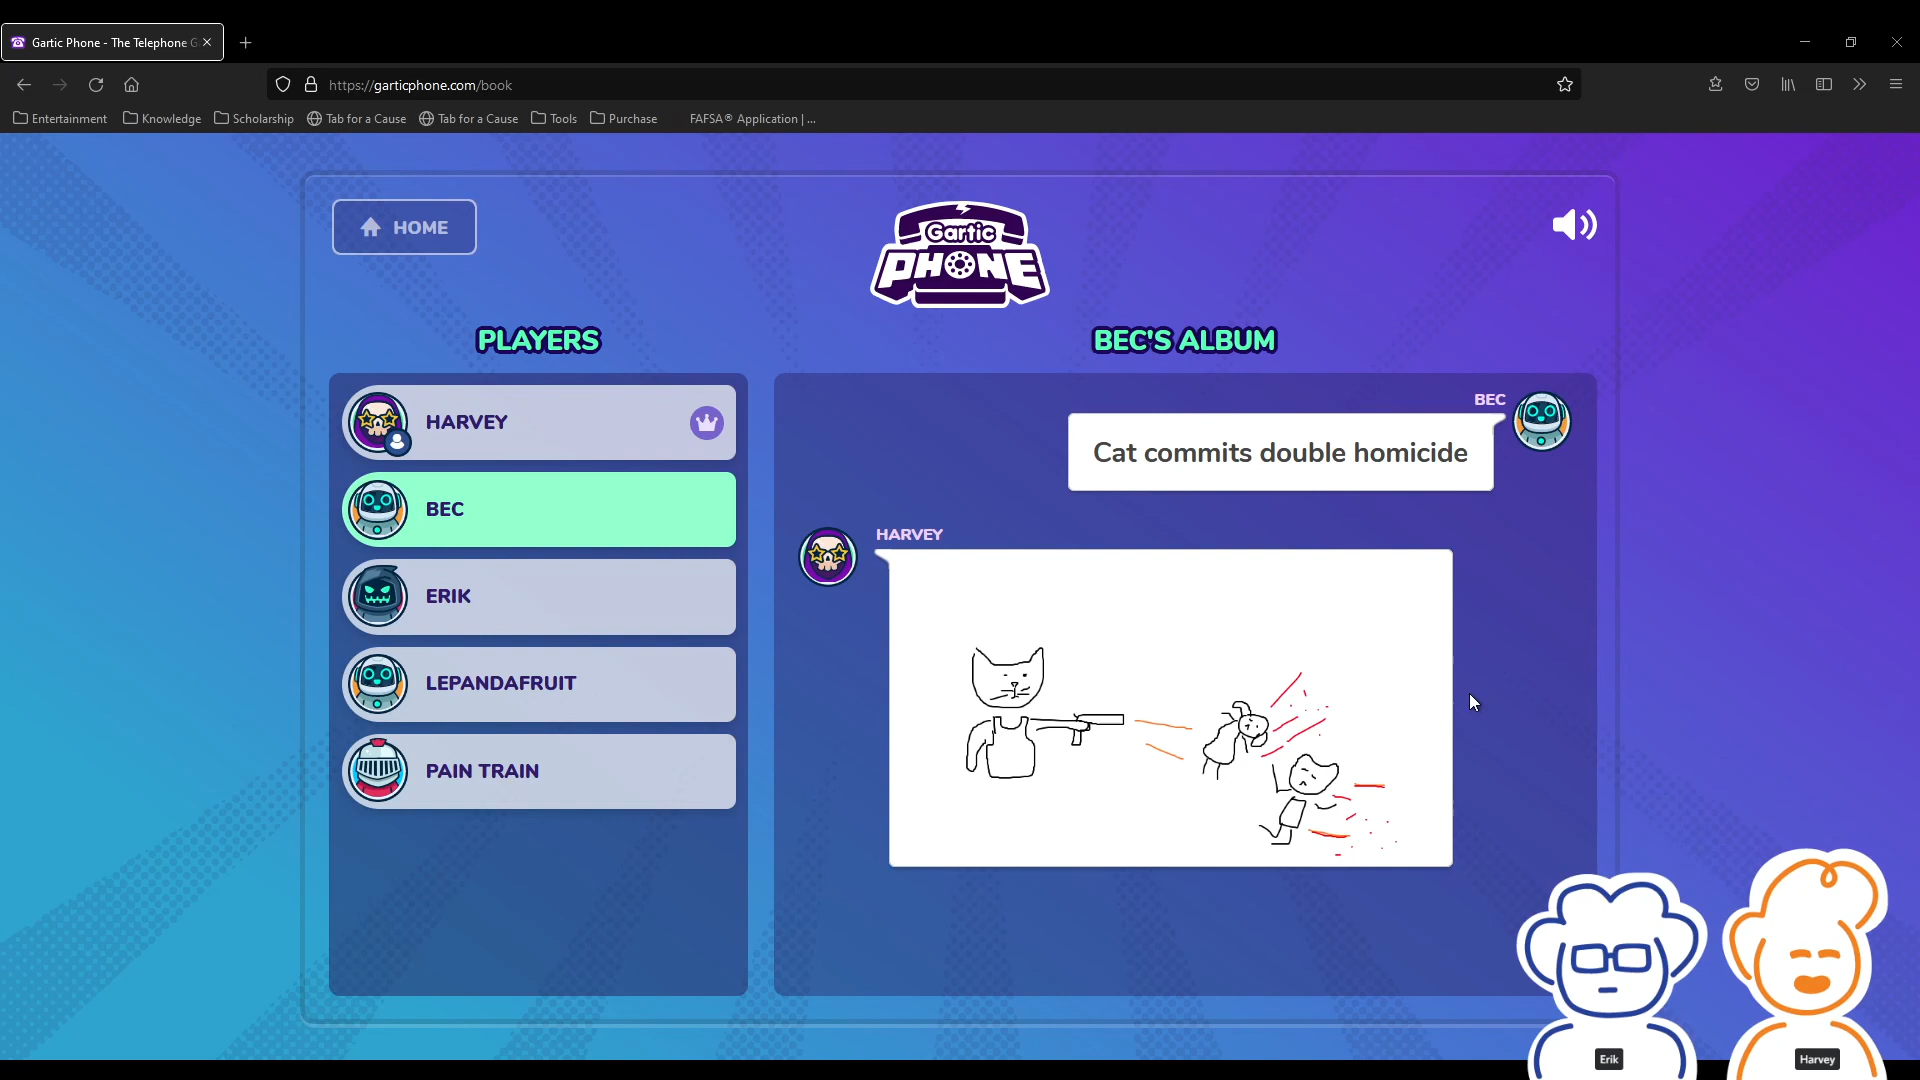 Gartic Phone - The Telephone G
https://garticphone.com/book
Entertainment
Knowledge
Scholarship
Tab for a Cause
Tab for a Cause
Tools
Purchase
FAFSA® Application | ...
HOME
Gartic
PHONE
PLAYERS
BEC'S ALBUM
HARVEY
BEC
ERIK
LEPANDAFRUIT
PAIN TRAIN
BEC
Cat commits double homicide
HARVEY
Erik
Harvey